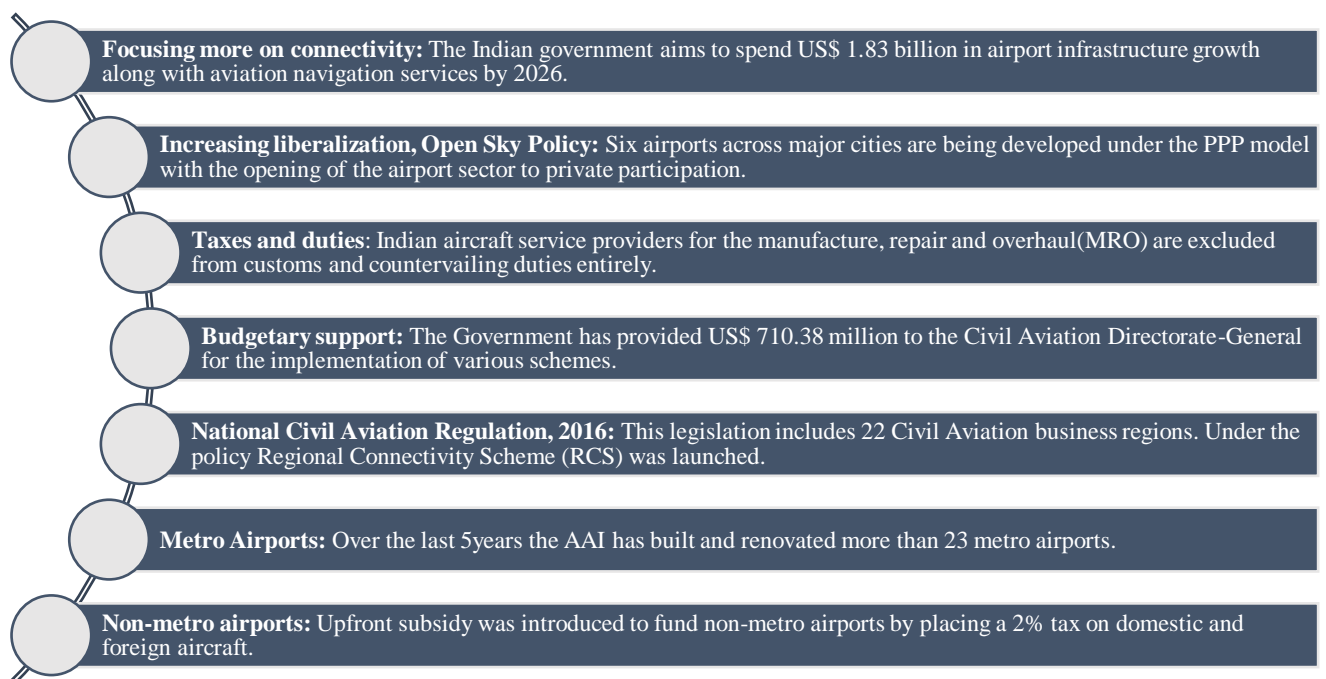 Focusing more on connectivity: The Indian government aims to spend US$ 1.83 billion in airport infrastructure growth
along with aviation navigation services by 2026.
Increasing liberalization, Open Sky Policy: Six airports across major cities are being developed under the PPP model
with the opening of the airport sector to private participation.
Taxes and duties: Indian aircraft service providers for the manufacture, repair and overhaul(MRO) are excluded
from customs and countervailing duties entirely.
Budgetary support: The Government has provided US$ 710.38 million to the Civil Aviation Directorate-General
for the implementation of various schemes.
National Civil Aviation Regulation, 2016: This legislation includes 22 Civil Aviation business regions. Under the
policy Regional Connectivity Scheme (RCS) was launched.
Metro Airports: Over the last 5years the AAI has built and renovated more than 23 metro airports.
Non-metro airports: Upfront subsidy was introduced to fund non-metro airports by placing a 2% tax on domestic and
foreign aircraft.